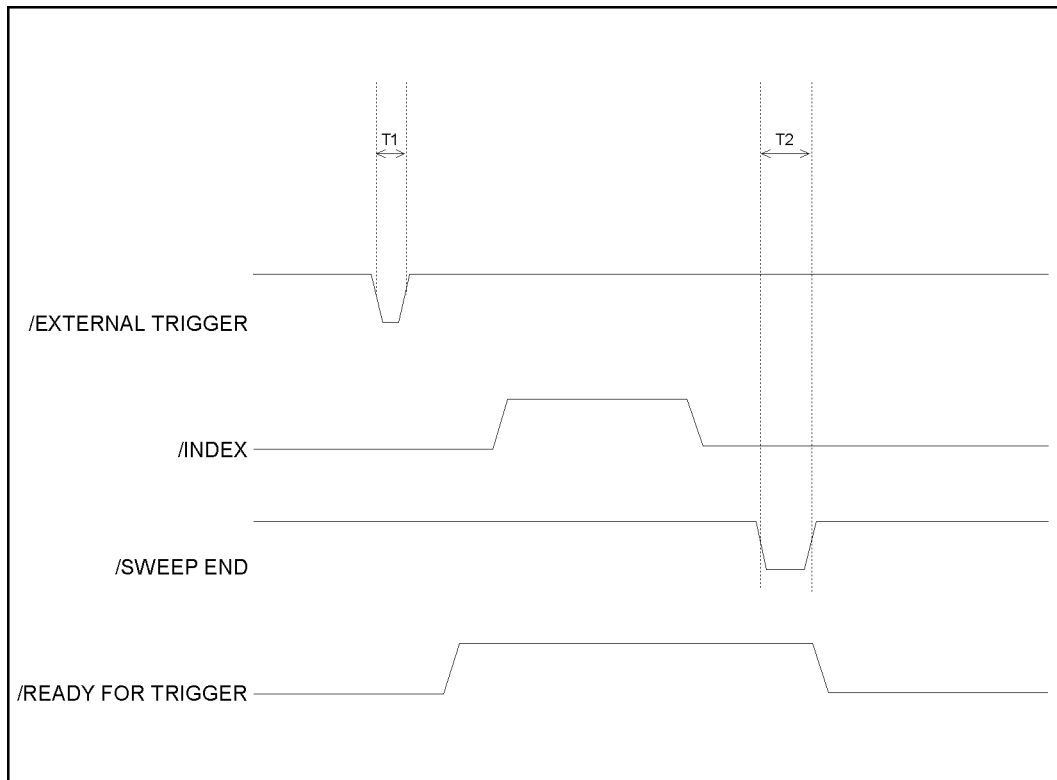 T1
T2
/EXTERNAL TRIGGER
/INDEX
/SWEEP END
/READY FOR TRIGGER